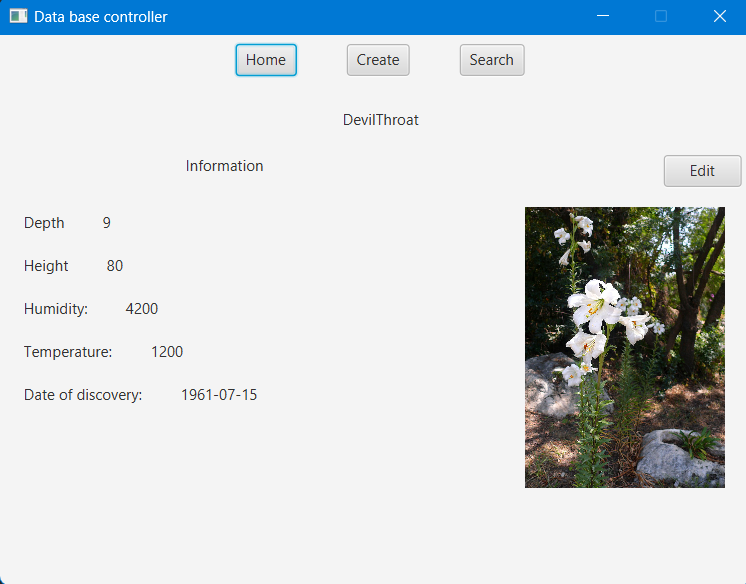 Data base controller
Home Create Search
DevilThroat
Information
Edit
Depth 9
Height 80
Humidity: 4200
Temperature: 1200
Date of discovery: 1961-07-15